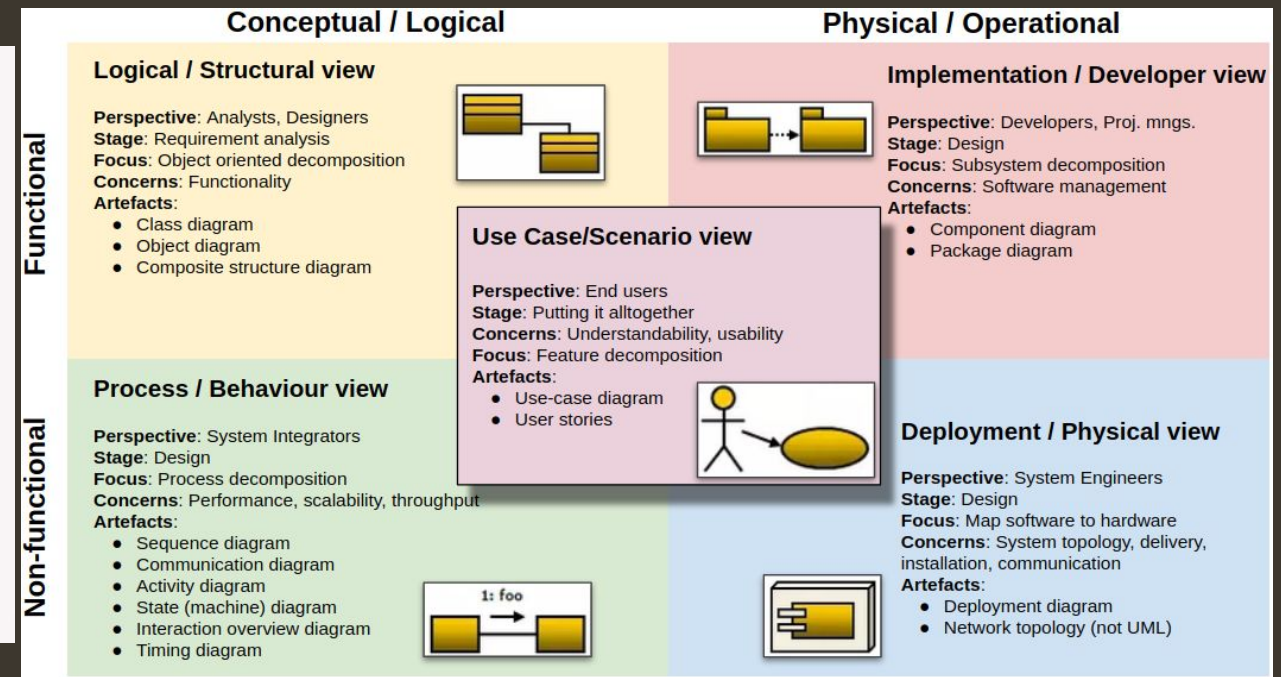 Conceptual / Logical
Physical / Operational
Functional
Non-functional
Logical / Structural view
Perspective: Analysts, Designers
Stage: Requirement analysis
Focus: Object oriented decomposition
Concerns: Functionality
Artefacts:
● Class diagram
● Object diagram
● Composite structure diagram
Implementation / Developer view
Perspective: Developers, Proj. mngs.
Stage: Design
Focus: Subsystem decomposition
Concerns: Software management
Artefacts:
● Component diagram
● Package diagram
Use Case/Scenario view
Perspective: End users
Stage: Putting it alltogether
Concerns: Understandability, usability
Focus: Feature decomposition
Artefacts:
● Use-case diagram
● User stories
Process / Behaviour view
Perspective: System Integrators
Stage: Design
Focus: Process decomposition
Concerns: Performance, scalability, throughput
Artefacts:
● Sequence diagram
● Communication diagram
● Activity diagram
● State (machine) diagram
● Interaction overview diagram
● Timing diagram
1: foo
Deployment / Physical view
Perspective: System Engineers
Stage: Design
Focus: Map software to hardware
Concerns: System topology, delivery,
installation, communication
Artefacts:
● Deployment diagram
● Network topology (not UML)